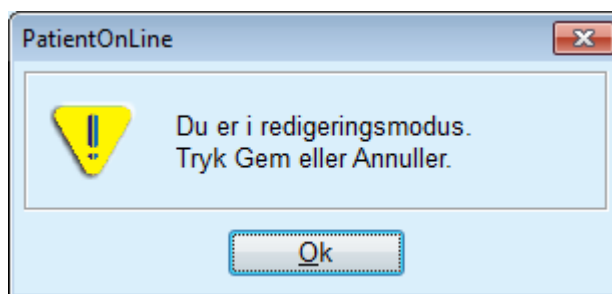 PatientOnLine
Du er i redigeringsmodus.
Tryk Gem eller Annuller.
Ok